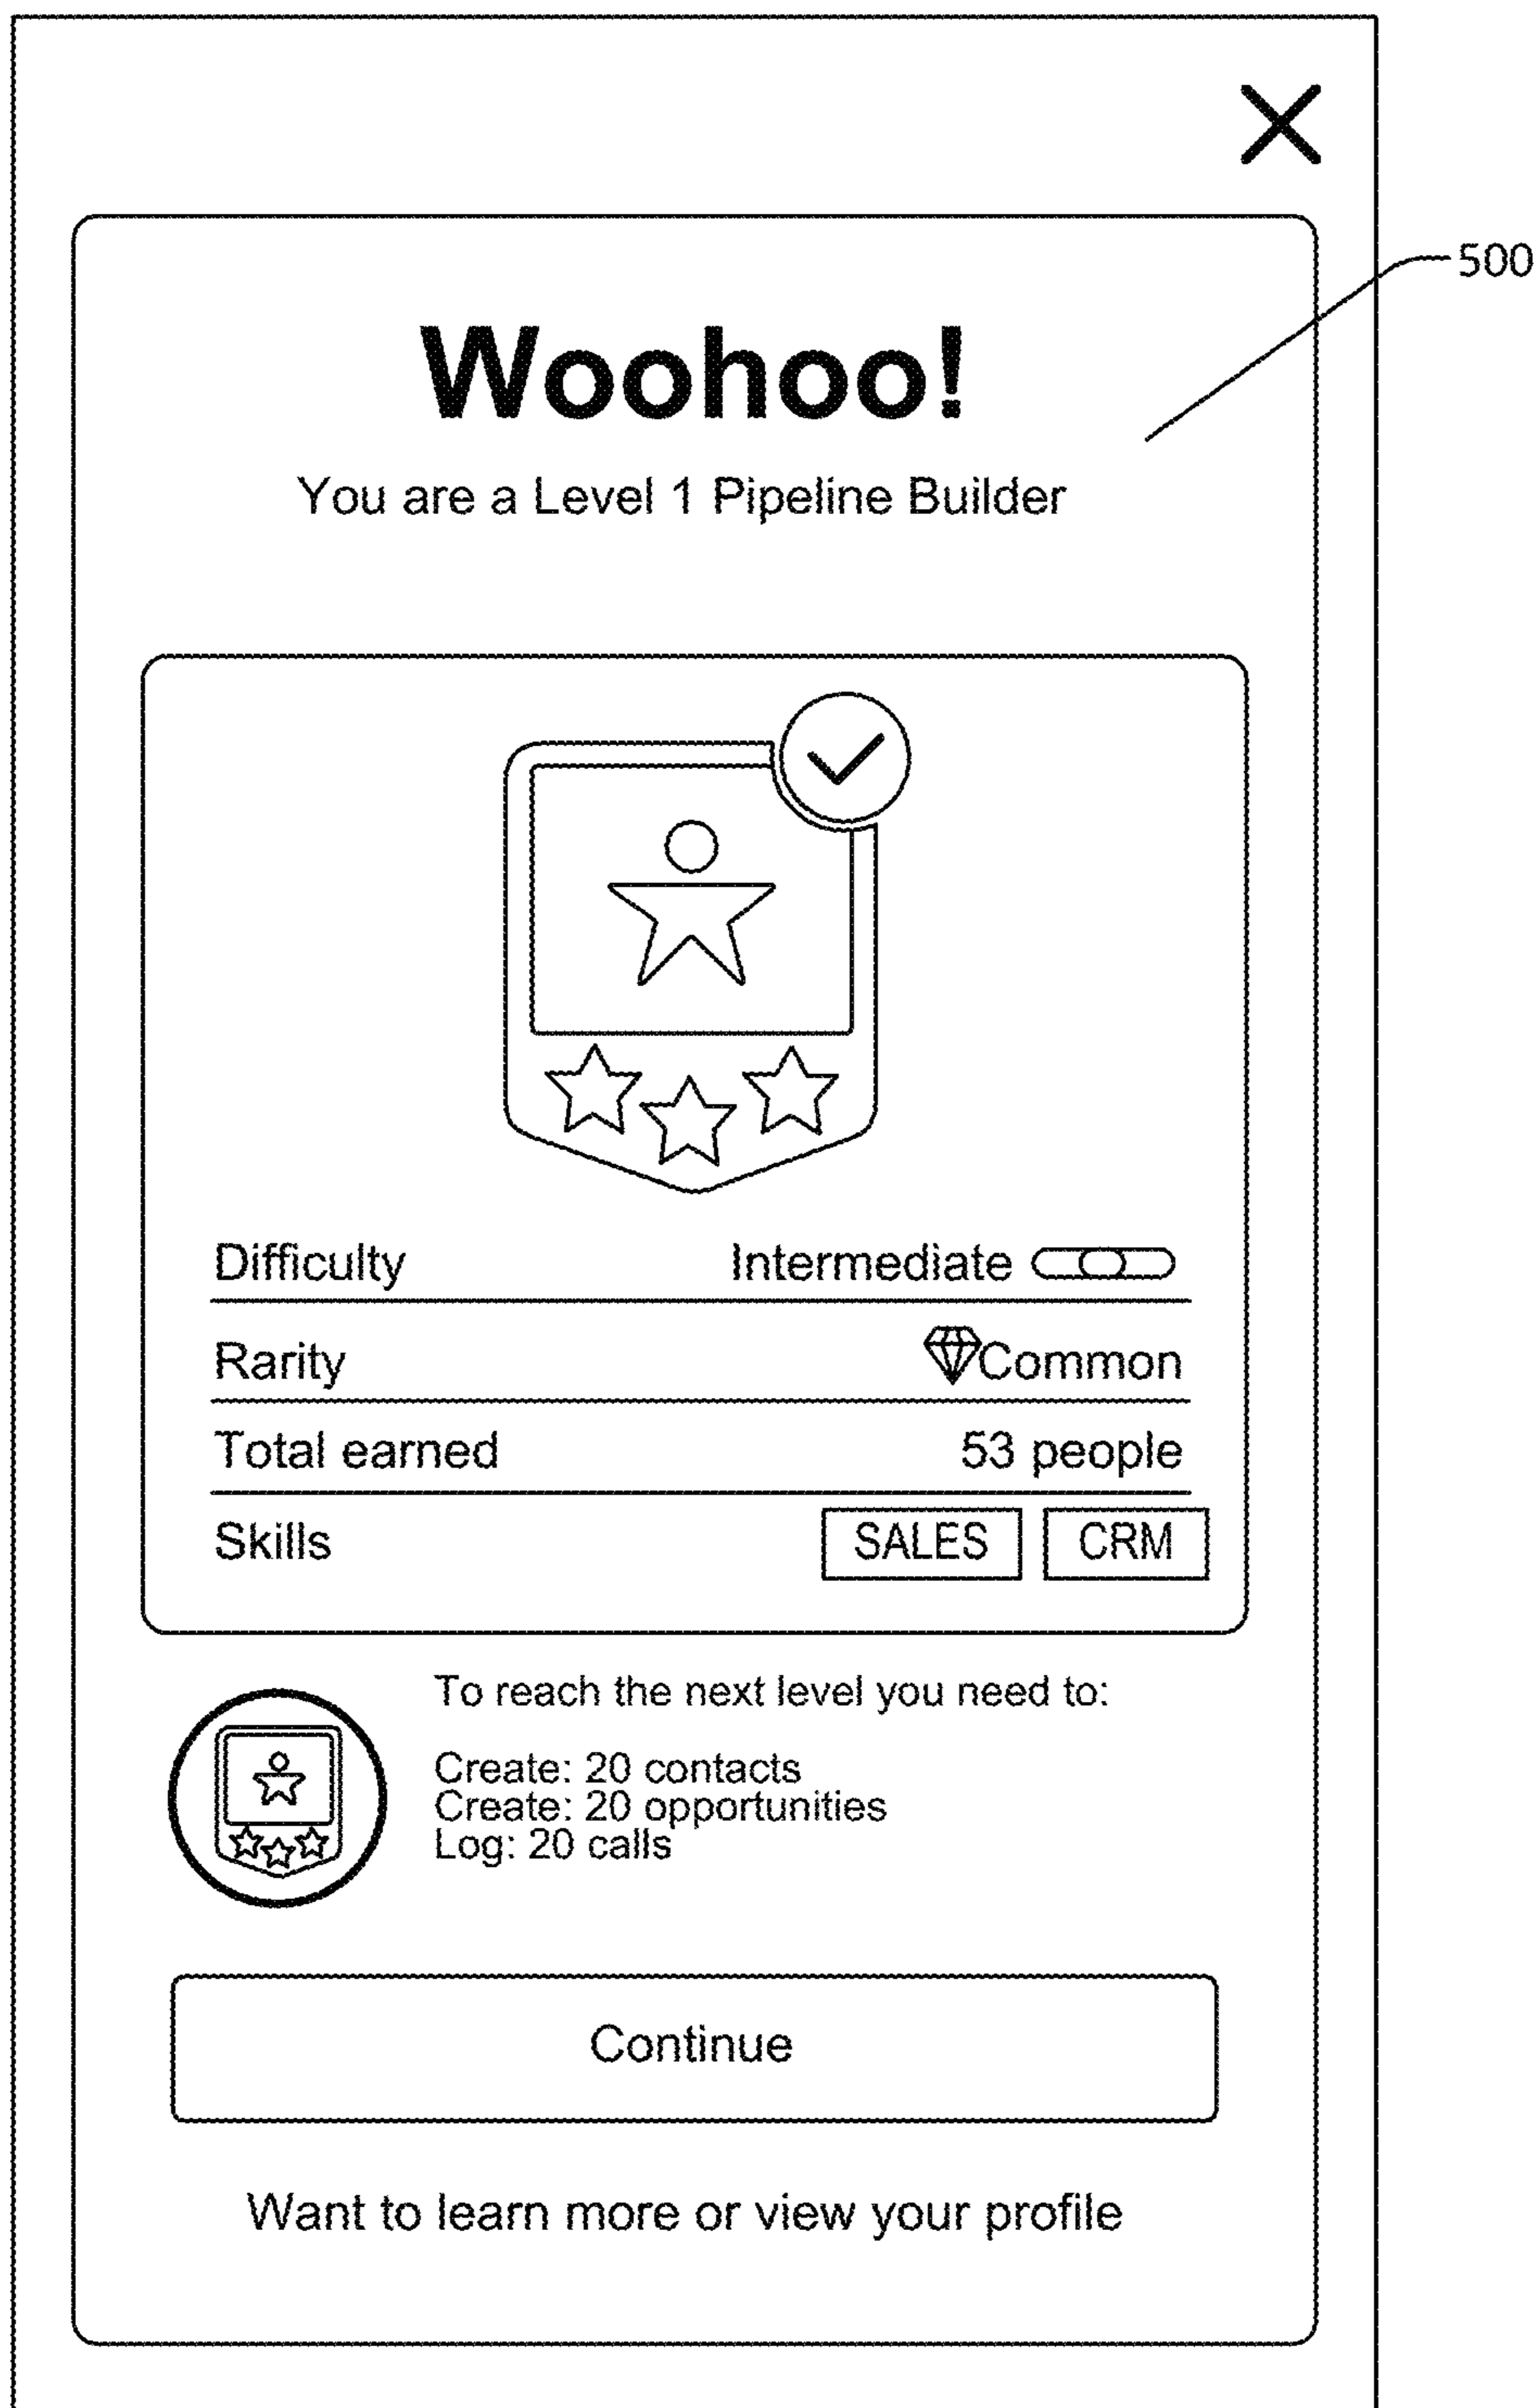 500
Woohoo!
You are a Level 1 Pipeline Builder
Difficulty Intermediate
Rarity Common
Total earned 53 people
Skills SALES CRM
To reach the next level you need to:
Create: 20 contacts
Create: 20 opportunities
Log: 20 calls
Continue
Want to learn more or view your profile